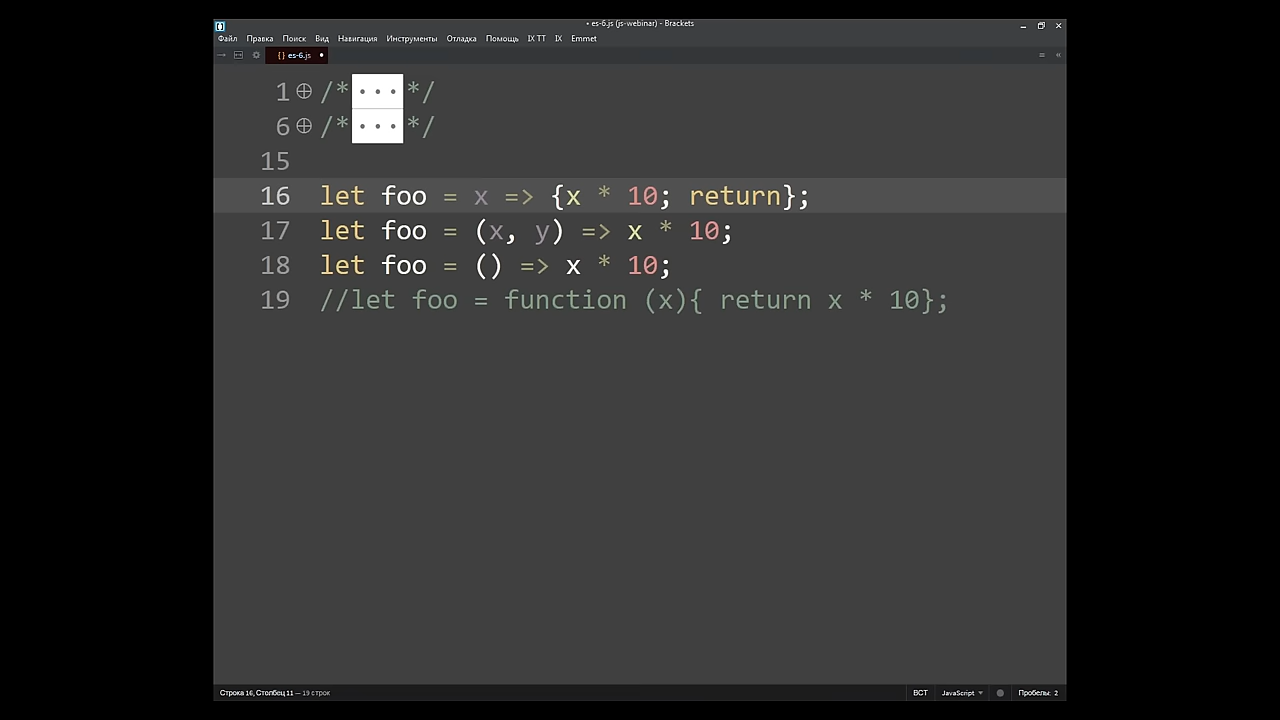 • es-6.js (js-webinar) - Brackets
Файл Правка Поиск Вид Навигация Инструменты Отладка Помощь IX TT IX Emmet
{ } es-6.js •
1 /*···*/
6 /*···*/
15
16 let foo = x => {x * 10; return};
17 let foo = (x, y) => x * 10;
18 let foo = () => x * 10;
19 //let foo = function (x){ return x * 10};
Строка 16, Столбец 11 — 19 строк ВСТ JavaScript Пробелы: 2